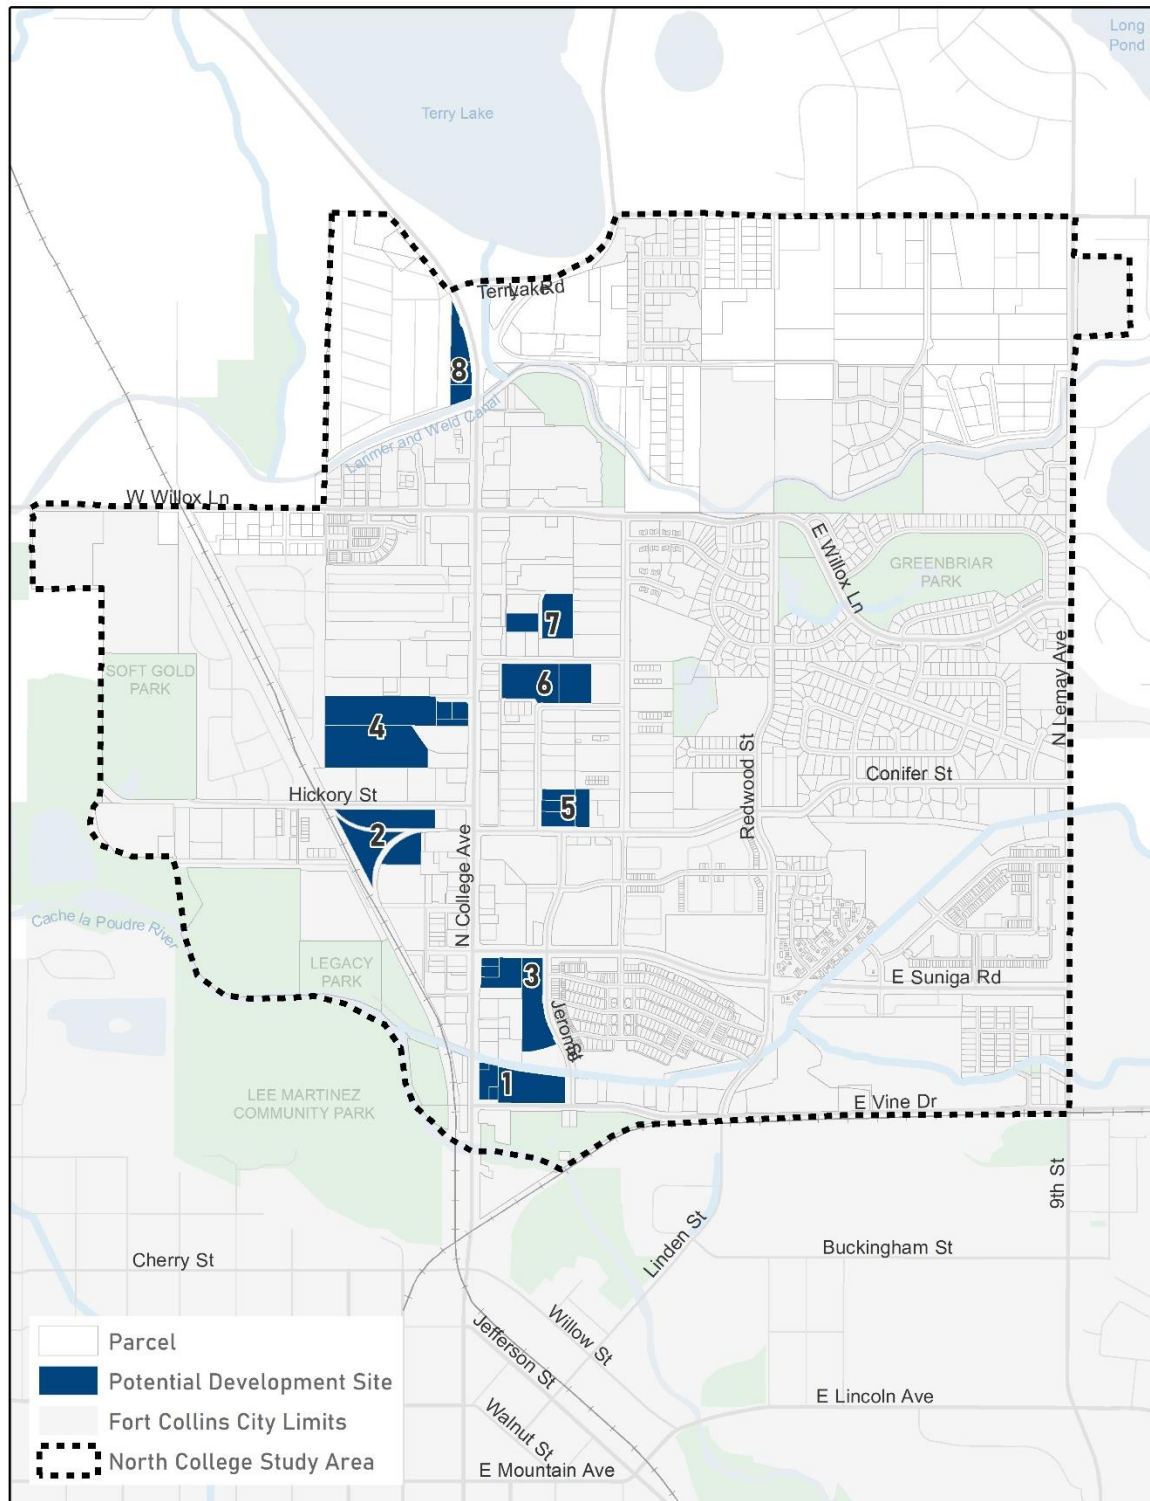 Long
Pond
Terry Lake
Terry Lake Rd
8
Larimer and Weld Canal
W Willox Ln
E Willox Ln
GREENBRIAR
PARK
7
SOFT GOLD
PARK
6
N Lemay Ave
4
Redwood St
Conifer St
Hickory St
5
2
N College Ave
Cache la Poudre River
LEGACY
PARK
3
E Suniga Rd
Jerome St
1
LEE MARTINEZ
COMMUNITY PARK
E Vine Dr
9th St
Linden St
Cherry St
Buckingham St
Willow St
Jefferson St
Walnut St
E Lincoln Ave
E Mountain Ave
Parcel
Potential Development Site
Fort Collins City Limits
North College Study Area